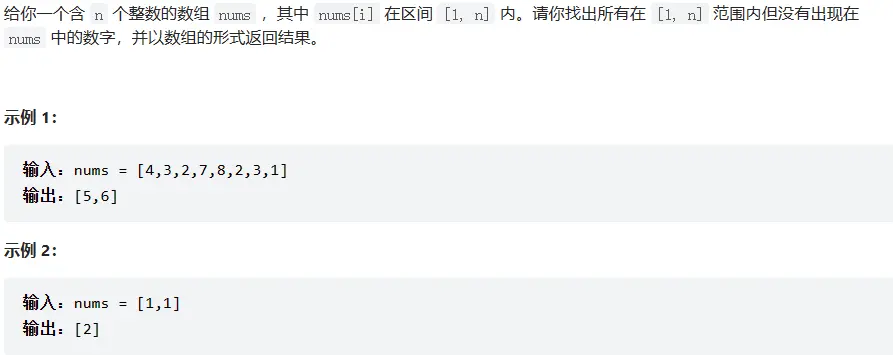 给你一个含 n 个整数的数组 nums ，其中 nums[i] 在区间 [1, n] 内。请你找出所有在 [1, n] 范围内但没有出现在
nums 中的数字，并以数组的形式返回结果。
示例 1：
输入：nums = [4,3,2,7,8,2,3,1]
输出：[5,6]
示例 2：
输入：nums = [1,1]
输出：[2]